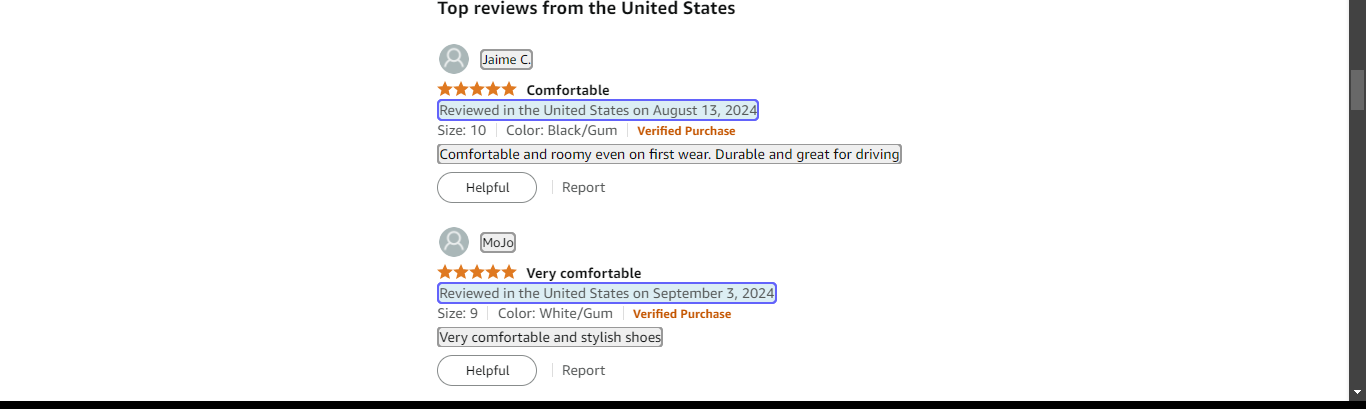 Top reviews from the United States
Jaime C.
Comfortable
Reviewed in the United States on August 13, 2024
Size: 10 Color: Black/Gum Verified Purchase
Comfortable and roomy even on first wear. Durable and great for driving
Helpful Report
MoJo
Very comfortable
Reviewed in the United States on September 3, 2024
Size: 9 Color: White/Gum Verified Purchase
Very comfortable and stylish shoes
Helpful Report